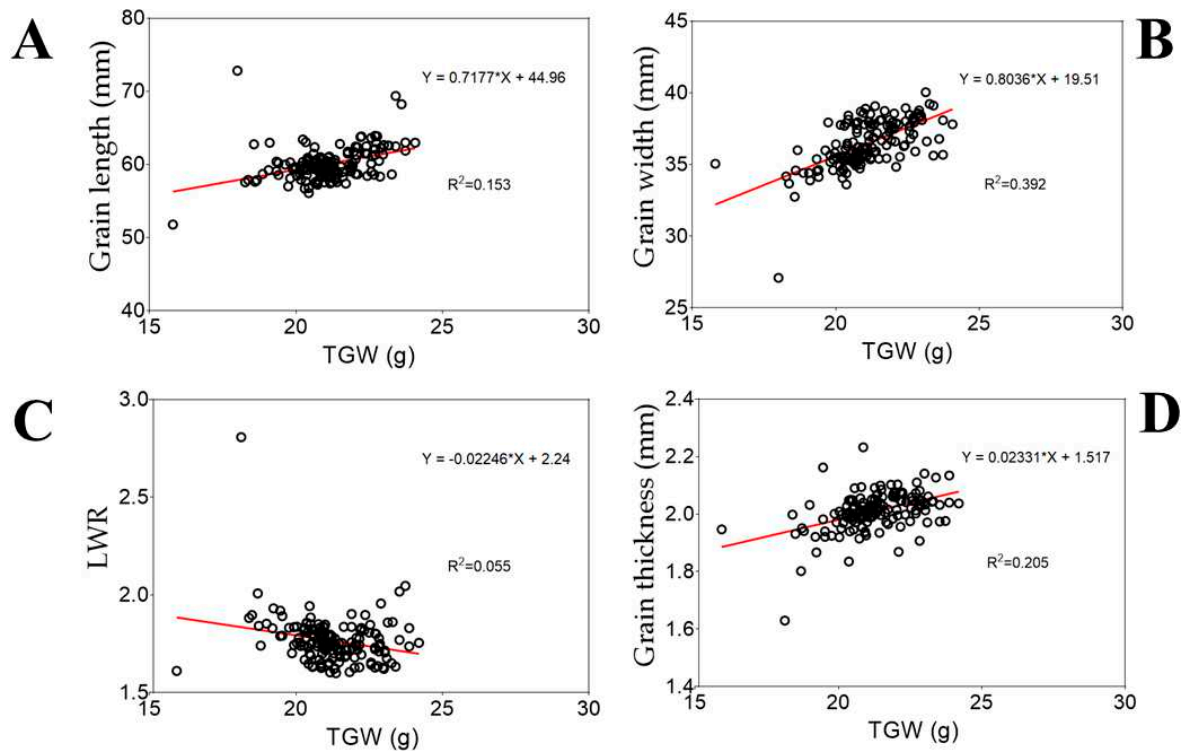 A
Grain length (mm)
80
70
60
50
40
Y = 0.7177*X + 44.96
R²=0.153
15 20 25 30
TGW (g)
B
Grain width (mm)
45
40
35
30
25
Y = 0.8036*X + 19.51
R²=0.392
15 20 25 30
TGW (g)
C
LWR
3.0
2.5
2.0
1.5
Y = -0.02246*X + 2.24
R²=0.055
15 20 25 30
TGW (g)
D
Grain thickness (mm)
2.4
2.2
2.0
1.8
1.6
1.4
Y = 0.02331*X + 1.517
R²=0.205
15 20 25 30
TGW (g)